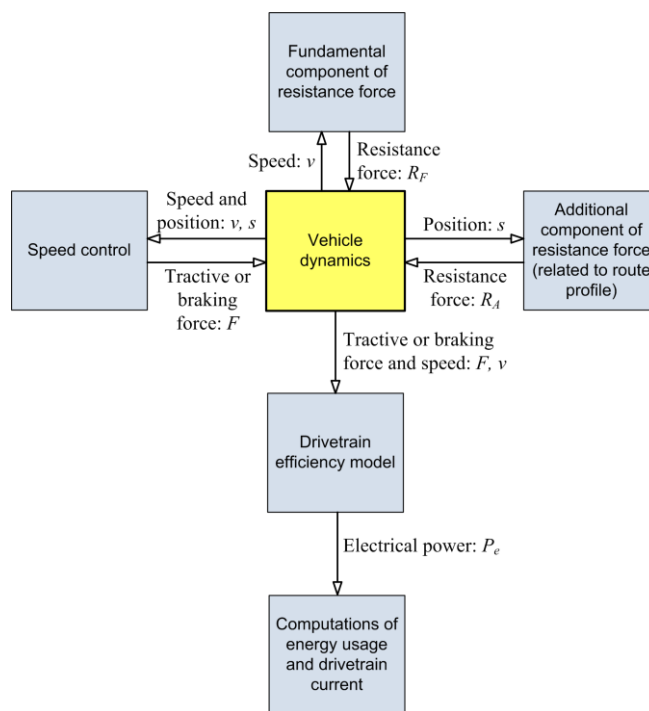 Fundamental
component of
resistance force
Speed: v
Resistance
force: R_F
Speed and
position: v, s
Speed control
Tractive or
braking
force: F
Vehicle
dynamics
Position: s
Resistance
force: R_A
Additional
component of
resistance force
(related to route
profile)
Tractive or braking
force and speed: F, v
Drivetrain
efficiency model
Electrical power: P_e
Computations of
energy usage
and drivetrain
current